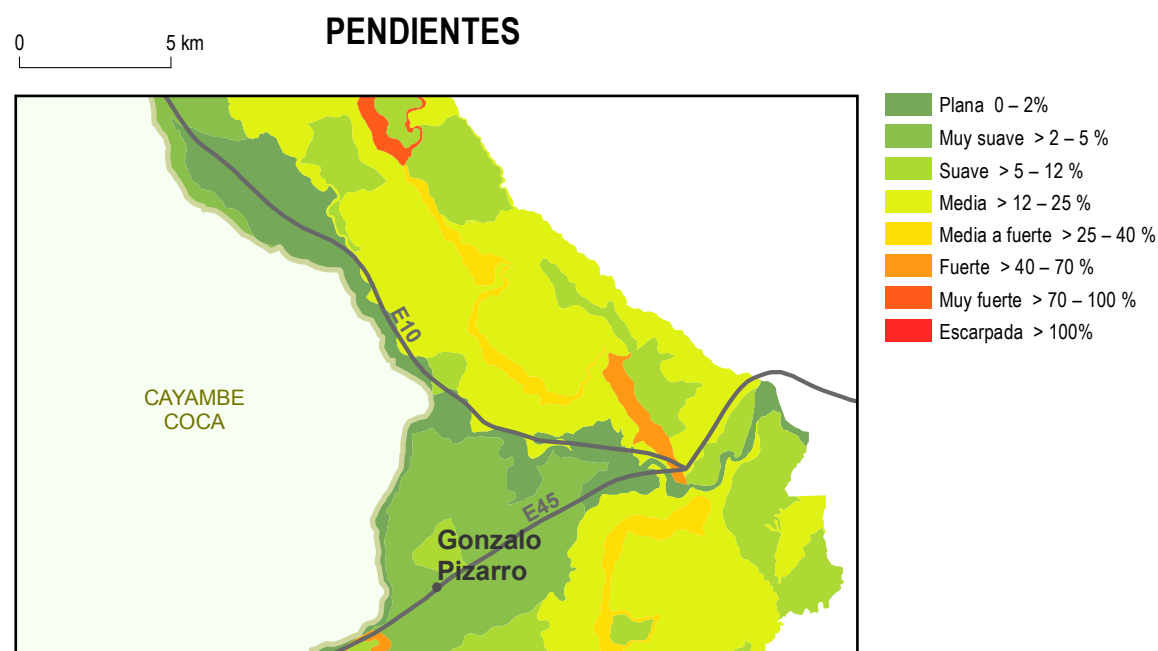 PENDIENTES
0 5 km
Plana 0 – 2%
Muy suave > 2 – 5 %
Suave > 5 – 12 %
Media > 12 – 25 %
Media a fuerte > 25 – 40 %
Fuerte > 40 – 70 %
Muy fuerte > 70 – 100 %
Escarpada > 100%
E10
CAYAMBE
COCA
E45
Gonzalo
Pizarro